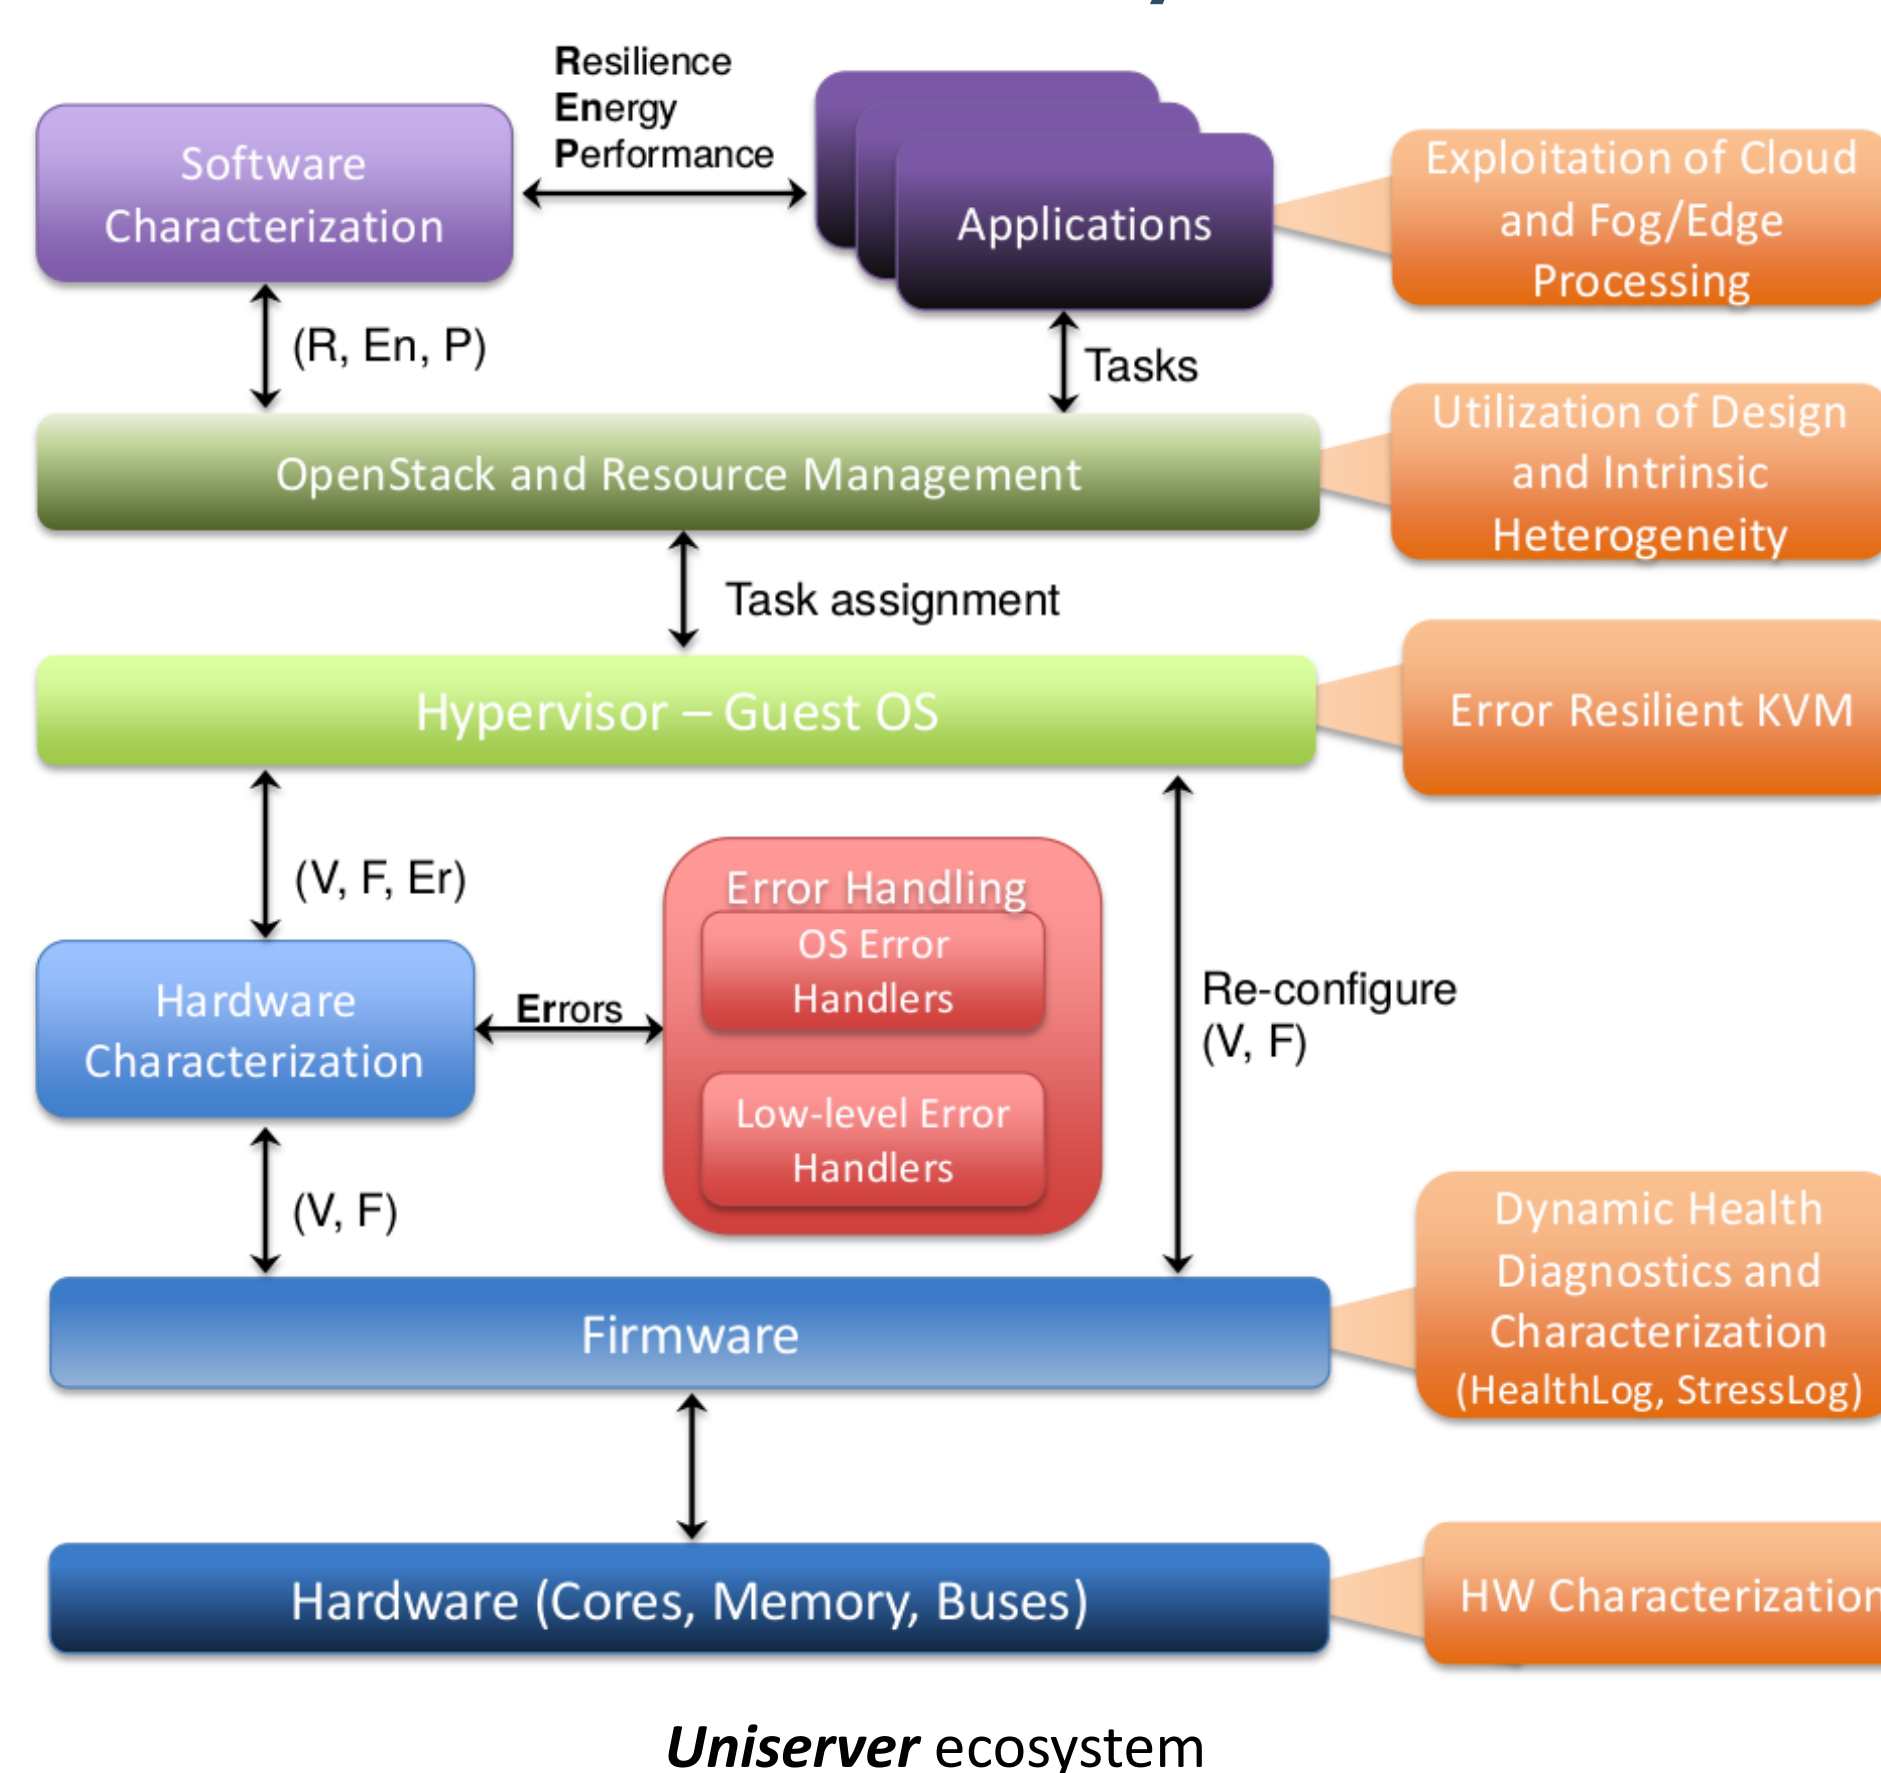 Resilience
Energy
Performance
Software
Characterization
Applications
Exploitation of Cloud
and Fog/Edge
Processing
(R, En, P)
Tasks
OpenStack and Resource Management
Utilization of Design
and Intrinsic
Heterogeneity
Task assignment
Hypervisor – Guest OS
Error Resilient KVM
(V, F, Er)
Error Handling
OS Error
Handlers
Hardware
Characterization
Errors
Re-configure
(V, F)
Low-level Error
Handlers
(V, F)
Firmware
Dynamic Health
Diagnostics and
Characterization
(HealthLog, StressLog)
Hardware (Cores, Memory, Buses)
HW Characterization
Uniserver ecosystem